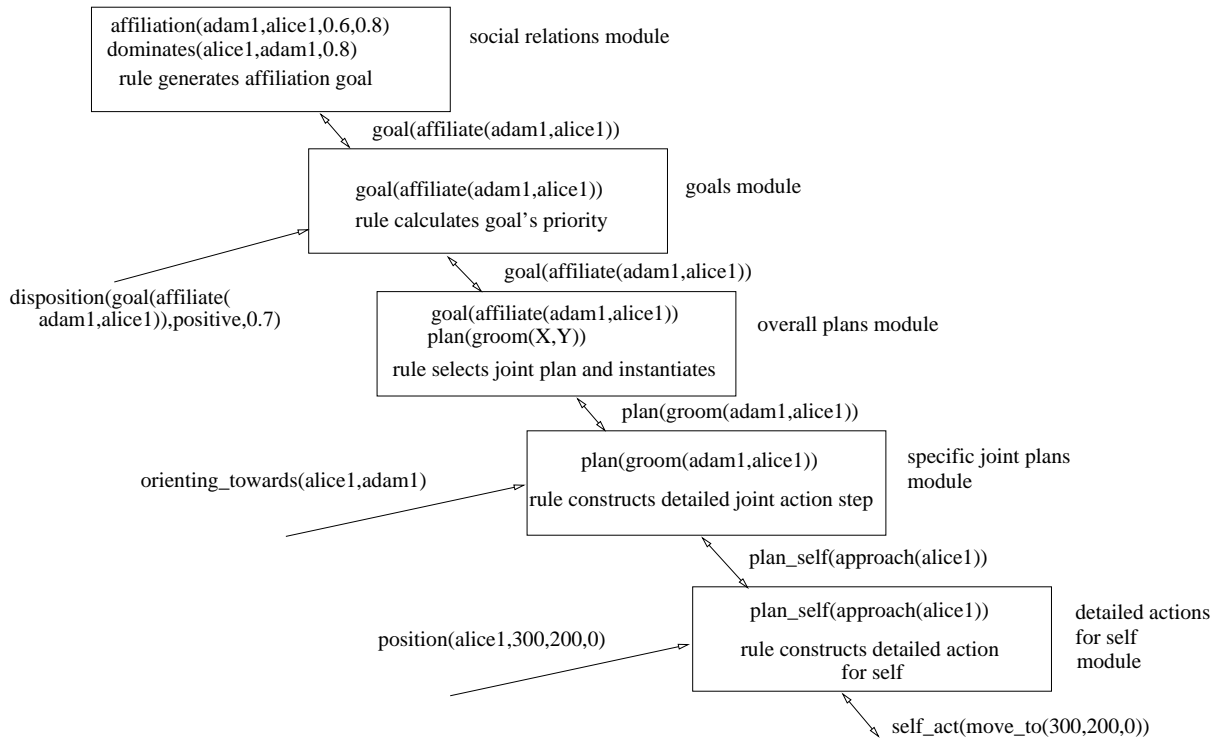 affiliation(adam1,alice1,0.6,0.8)
dominates(alice1,adam1,0.8)
rule generates affiliation goal
social relations module
goal(affiliate(adam1,alice1))
goal(affiliate(adam1,alice1))
rule calculates goal's priority
goals module
disposition(goal(affiliate(
adam1,alice1)),positive,0.7)
goal(affiliate(adam1,alice1))
goal(affiliate(adam1,alice1))
plan(groom(X,Y))
rule selects joint plan and instantiates
overall plans module
plan(groom(adam1,alice1))
orienting_towards(alice1,adam1)
plan(groom(adam1,alice1))
rule constructs detailed joint action step
specific joint plans
module
plan_self(approach(alice1))
position(alice1,300,200,0)
plan_self(approach(alice1))
rule constructs detailed action
for self
detailed actions
for self
module
self_act(move_to(300,200,0))